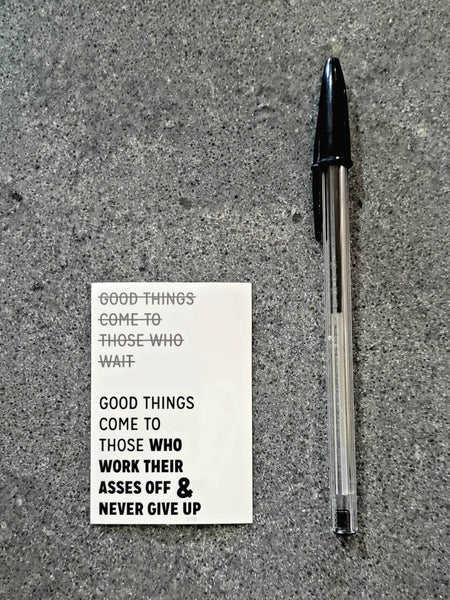 GOOD THINGS
COME TO
THOSE WHO
WAIT
GOOD THINGS
COME TO
THOSE WHO
WORK THEIR
ASSES OFF &
NEVER GIVE UP